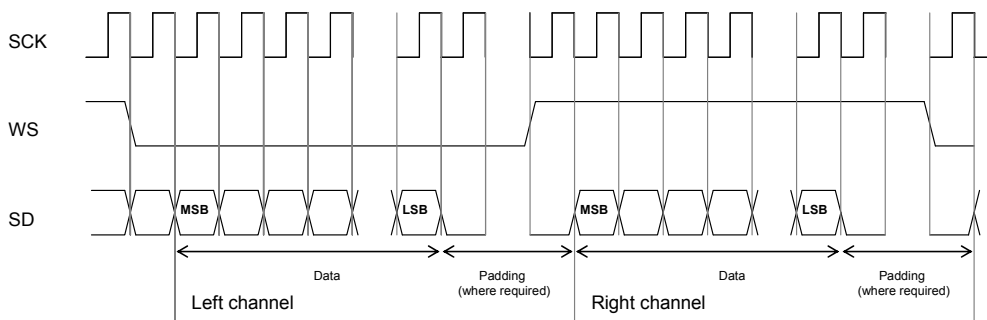 SCK
WS
SD
MSB
LSB
MSB
LSB
Data
Padding
(where required)
Data
Padding
(where required)
Left channel
Right channel